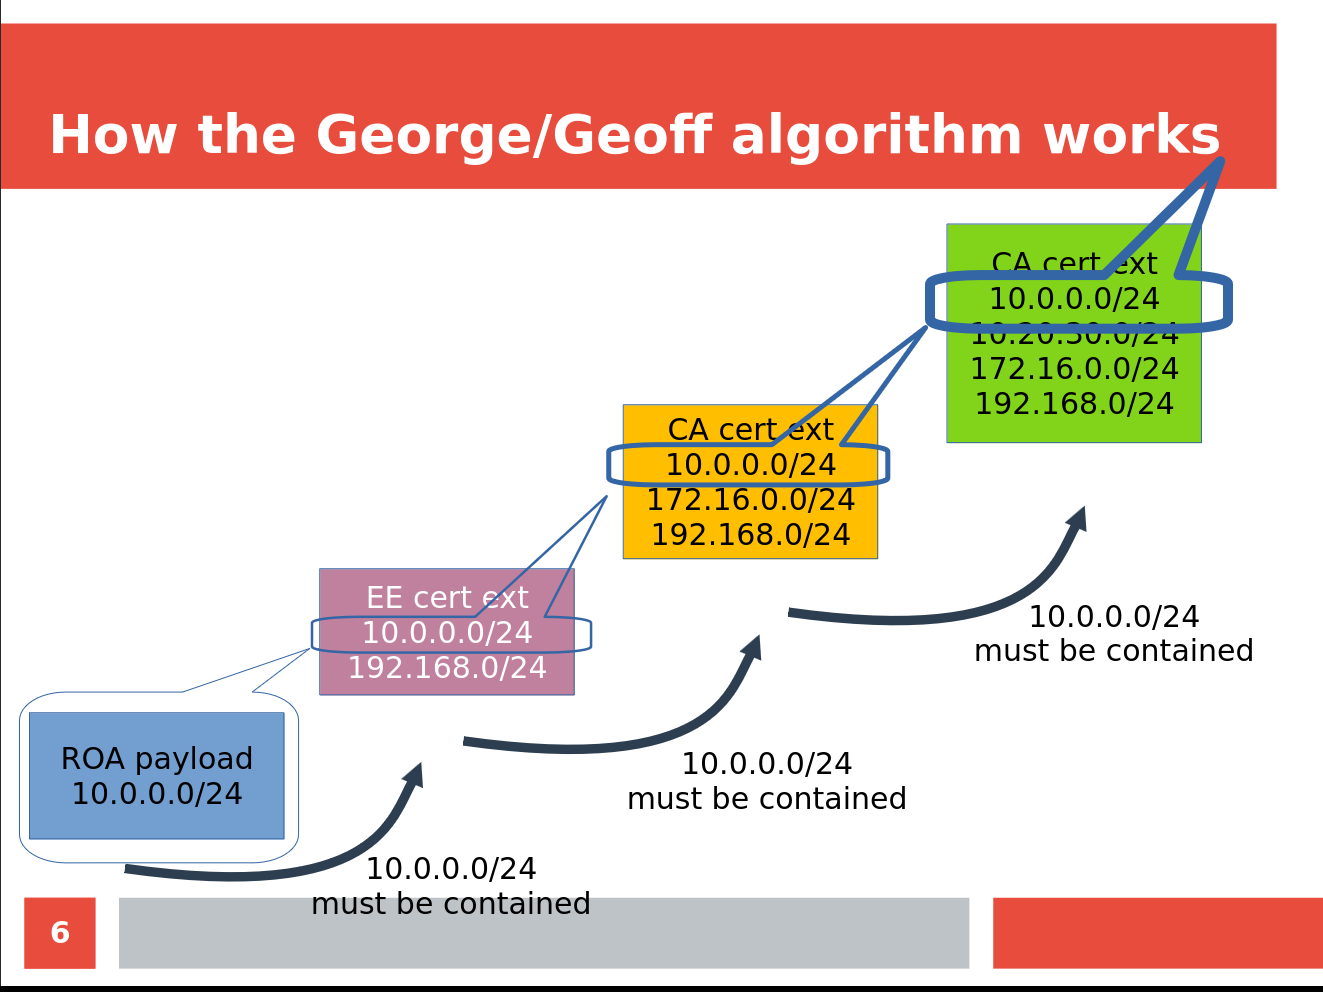 How the George/Geoff algorithm works
CA cert ext
10.0.0.0/24
10.20.30.0/24
172.16.0.0/24
192.168.0/24
CA cert ext
10.0.0.0/24
172.16.0.0/24
192.168.0/24
EE cert ext
10.0.0.0/24
192.168.0/24
ROA payload
10.0.0.0/24
10.0.0.0/24
must be contained
10.0.0.0/24
must be contained
10.0.0.0/24
must be contained
6